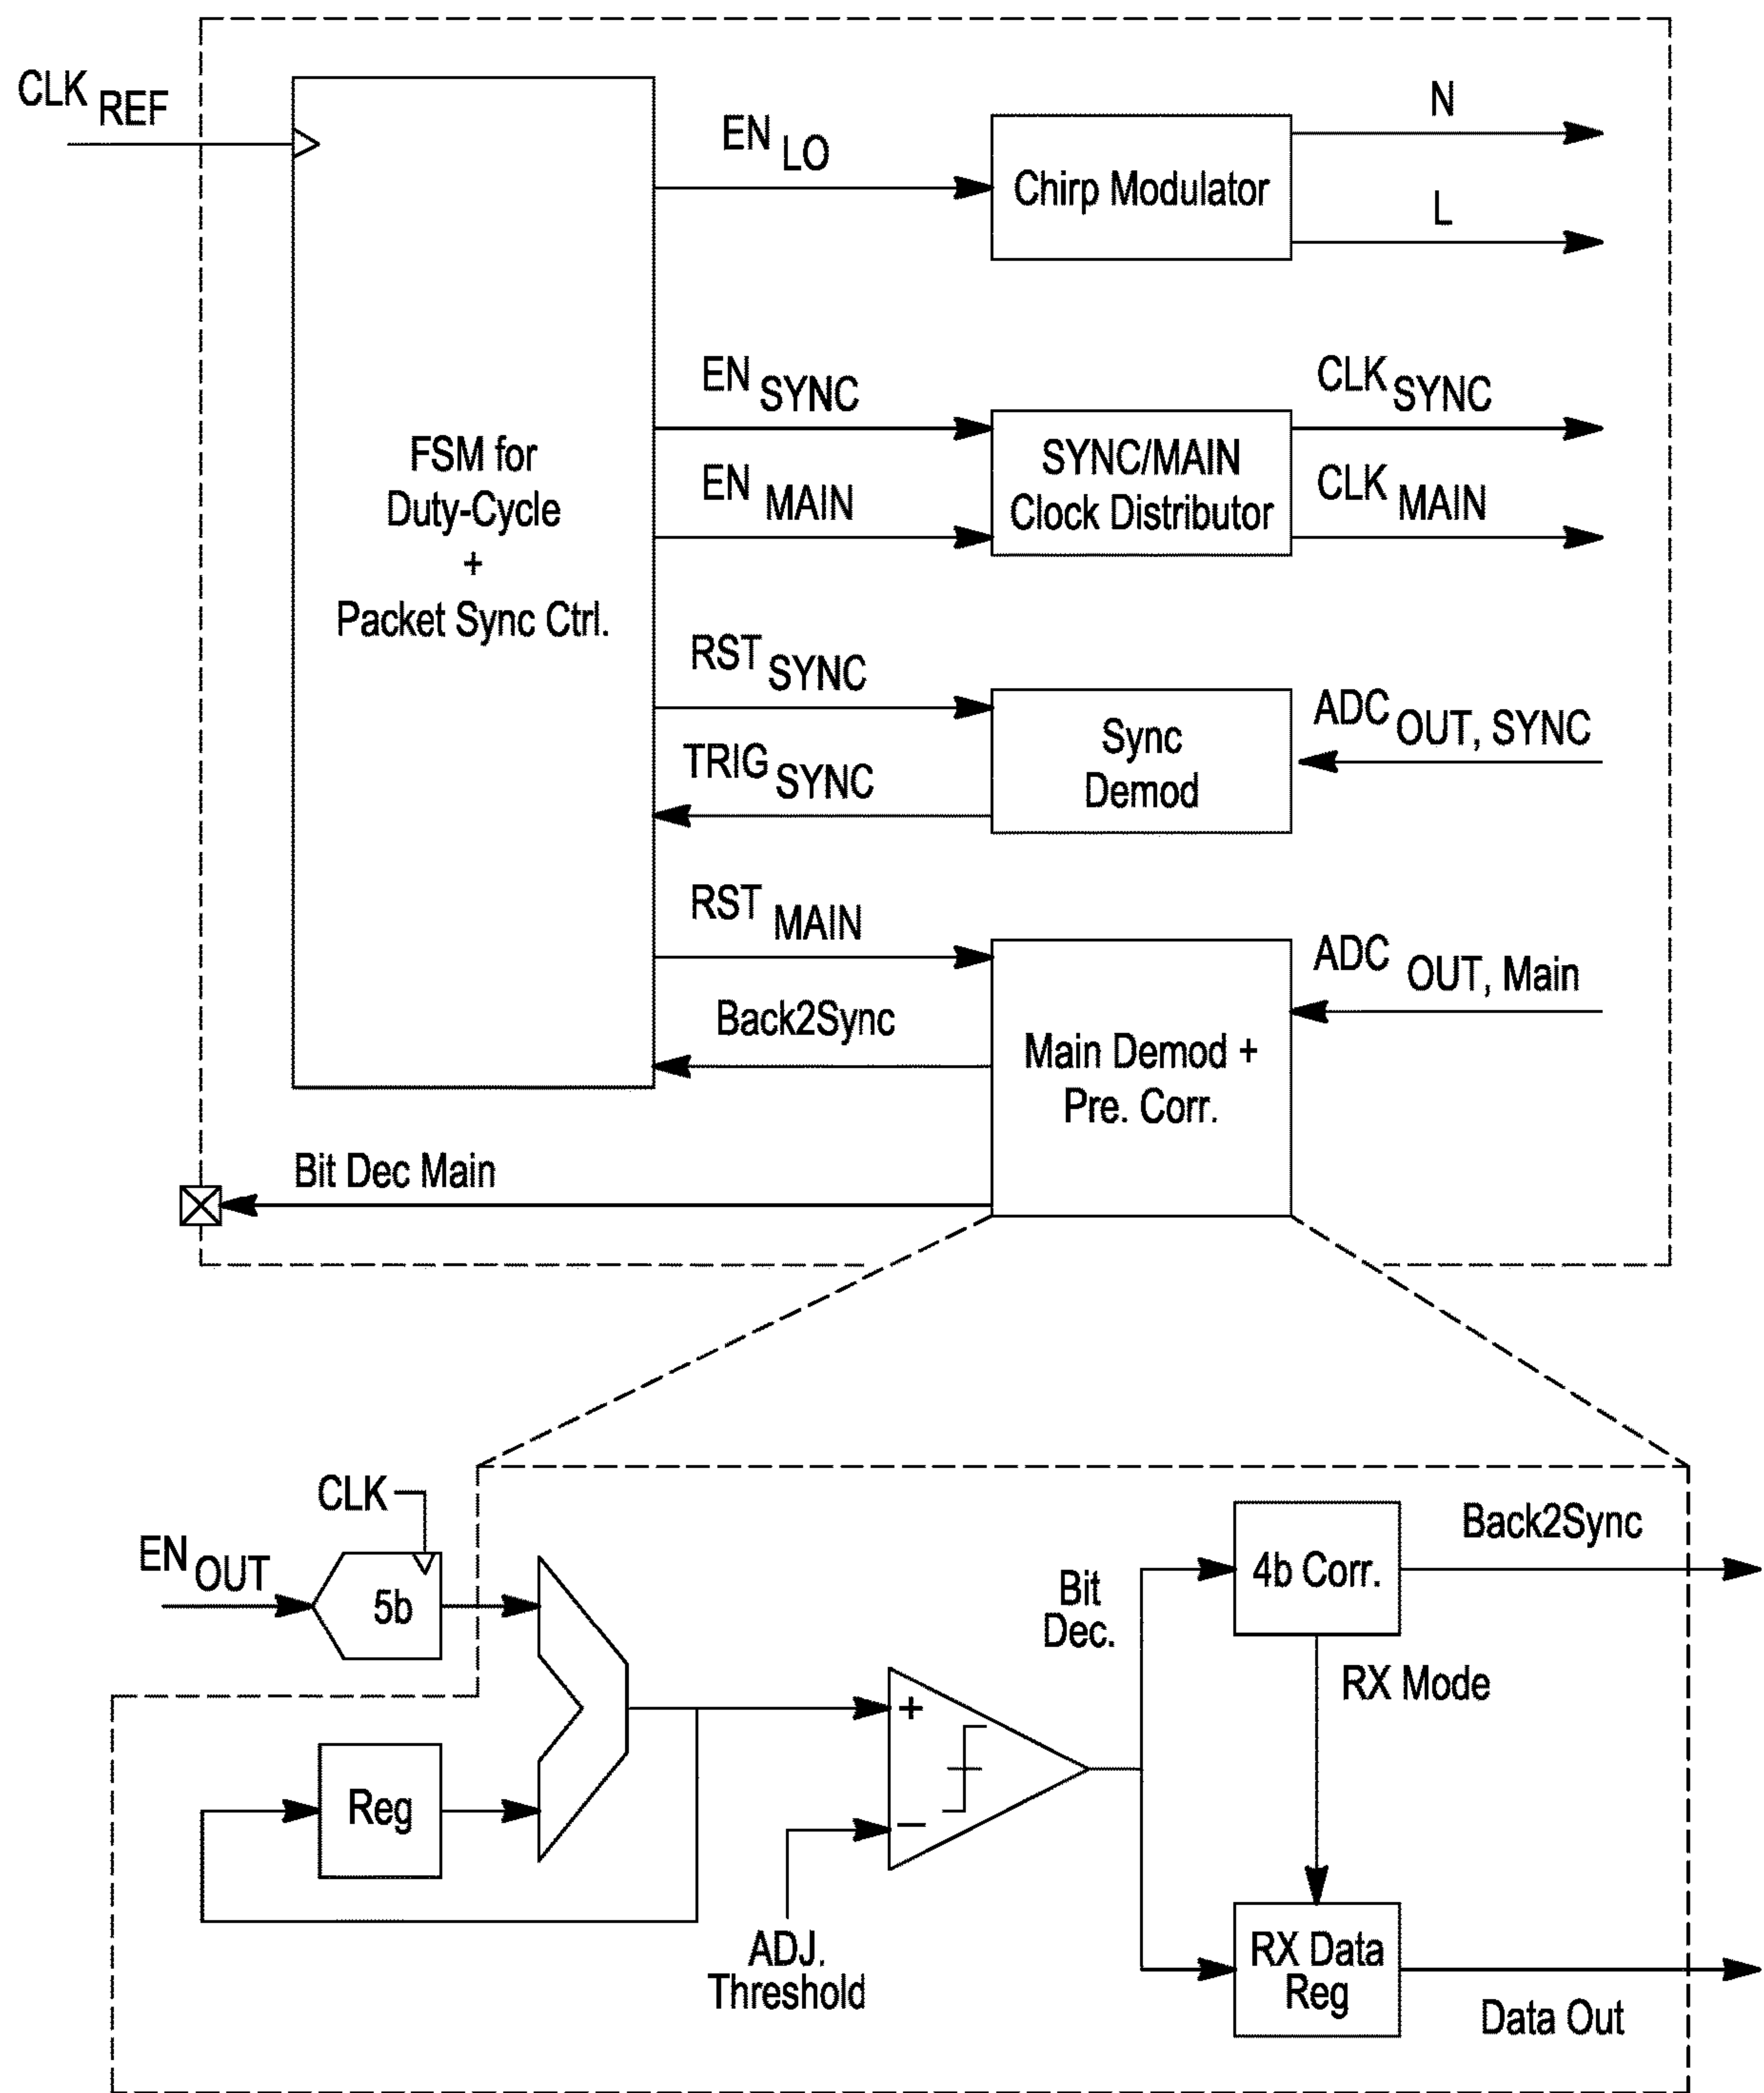 CLK REF
EN LO
Chirp Modulator
N
L
FSM for
Duty-Cycle
+
Packet Sync Ctrl.
EN SYNC
EN MAIN
SYNC/MAIN
Clock Distributor
CLK SYNC
CLK MAIN
RST SYNC
TRIG SYNC
Sync
Demod
ADC OUT, SYNC
RST MAIN
Back2Sync
Main Demod +
Pre. Corr.
ADC OUT, Main
Bit Dec Main
CLK
EN OUT
5b
Reg
+
−
ADJ.
Threshold
Bit
Dec.
4b Corr.
Back2Sync
RX Mode
RX Data
Reg
Data Out